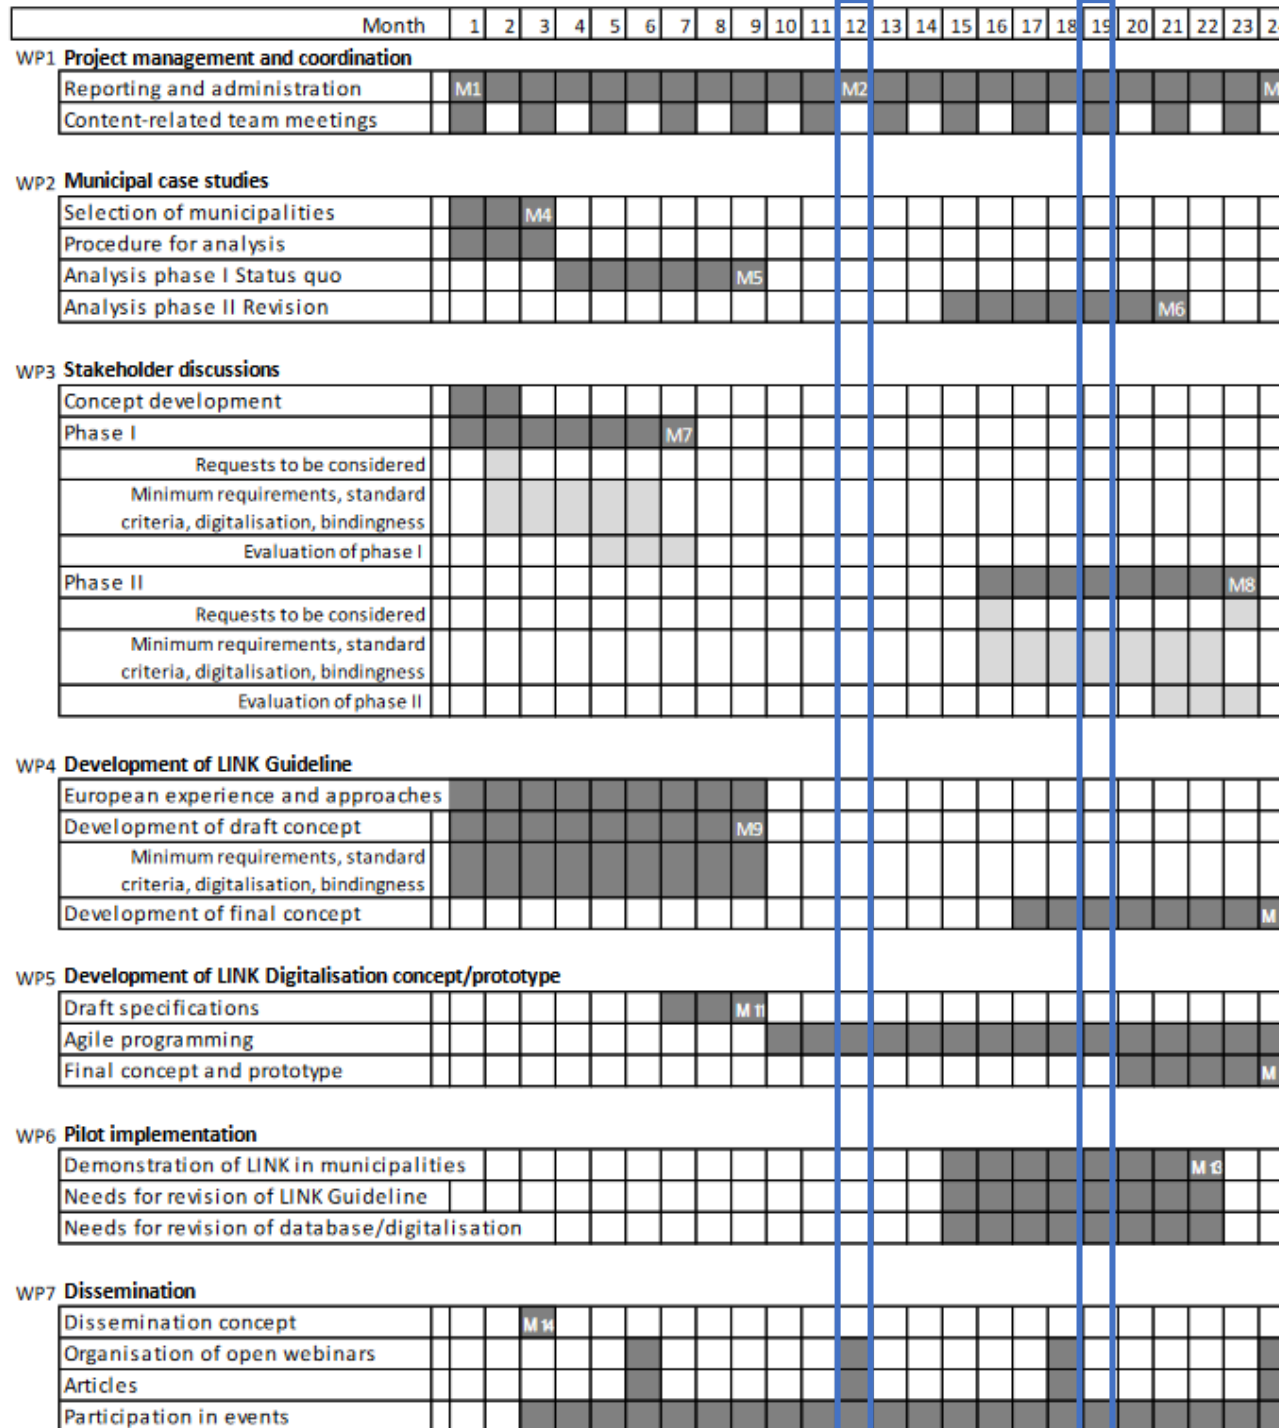 Month 1 2 3 4 5 6 7 8 9 10 11 12 13 14 15 16 17 18 19 20 21 22 23
WP1 Project management and coordination
Reporting and administration M1 M2 M
Content-related team meetings
WP2 Municipal case studies
Selection of municipalities M4
Procedure for analysis
Analysis phase I Status quo M5
Analysis phase II Revision M6
WP3 Stakeholder discussions
Concept development
Phase I M7
Requests to be considered
Minimum requirements, standard
criteria, digitalisation, bindingness
Evaluation of phase I
Phase II M8
Requests to be considered
Minimum requirements, standard
criteria, digitalisation, bindingness
Evaluation of phase II
WP4 Development of LINK Guideline
European experience and approaches
Development of draft concept M9
Minimum requirements, standard
criteria, digitalisation, bindingness
Development of final concept M
WP5 Development of LINK Digitalisation concept/prototype
Draft specifications M 11
Agile programming
Final concept and prototype M
WP6 Pilot implementation
Demonstration of LINK in municipalities M 13
Needs for revision of LINK Guideline
Needs for revision of database/digitalisation
WP7 Dissemination
Dissemination concept M 14
Organisation of open webinars
Articles
Participation in events